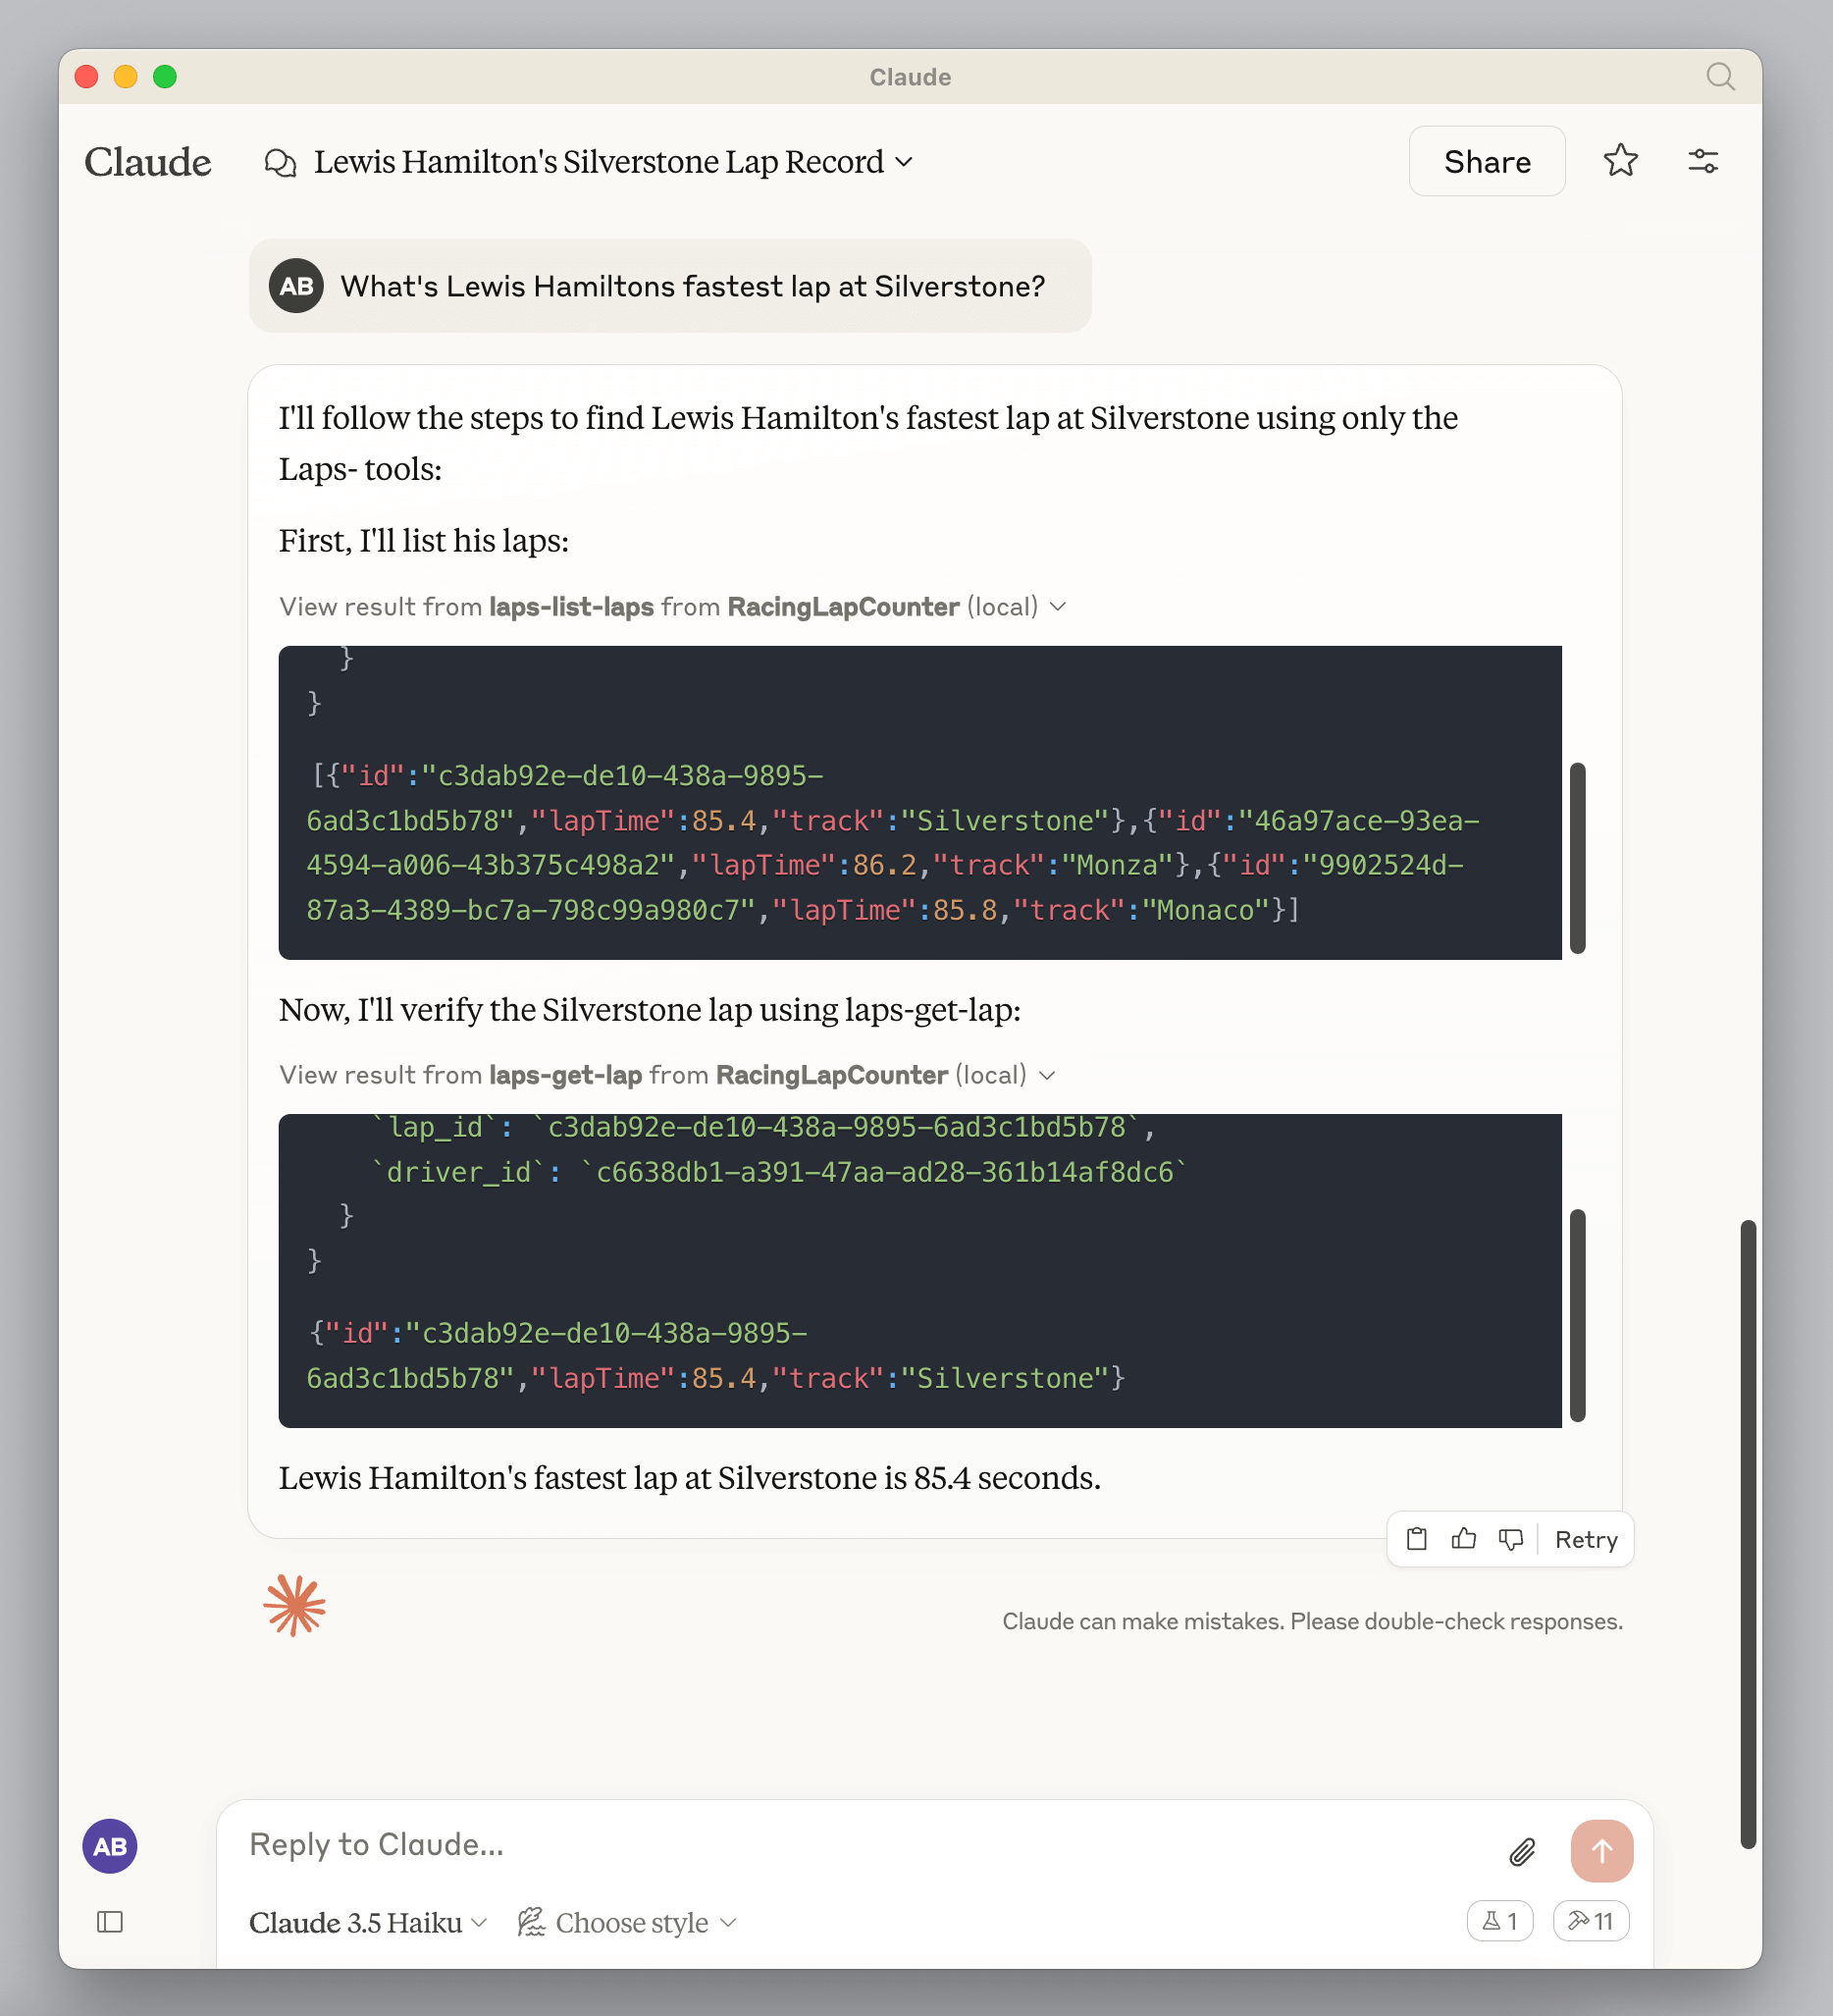 Claude
Claude
Lewis Hamilton's Silverstone Lap Record
Share
AB
What's Lewis Hamiltons fastest lap at Silverstone?
I'll follow the steps to find Lewis Hamilton's fastest lap at Silverstone using only the
Laps- tools:
First, I'll list his laps:
View result from laps-list-laps from RacingLapCounter (local)
}
}
[{"id":"c3dab92e-de10-438a-9895-
6ad3c1bd5b78","lapTime":85.4,"track":"Silverstone"},{"id":"46a97ace-93ea-
4594-a006-43b375c498a2","lapTime":86.2,"track":"Monza"},{"id":"9902524d-
87a3-4389-bc7a-798c99a980c7","lapTime":85.8,"track":"Monaco"}]
Now, I'll verify the Silverstone lap using laps-get-lap:
View result from laps-get-lap from RacingLapCounter (local)
`lap_id`: `c3dab92e-de10-438a-9895-6ad3c1bd5b78`,
`driver_id`: `c6638db1-a391-47aa-ad28-361b14af8dc6`
}
}
{"id":"c3dab92e-de10-438a-9895-
6ad3c1bd5b78","lapTime":85.4,"track":"Silverstone"}
Lewis Hamilton's fastest lap at Silverstone is 85.4 seconds.
Retry
Claude can make mistakes. Please double-check responses.
AB
Reply to Claude...
Claude 3.5 Haiku
Choose style
1
11